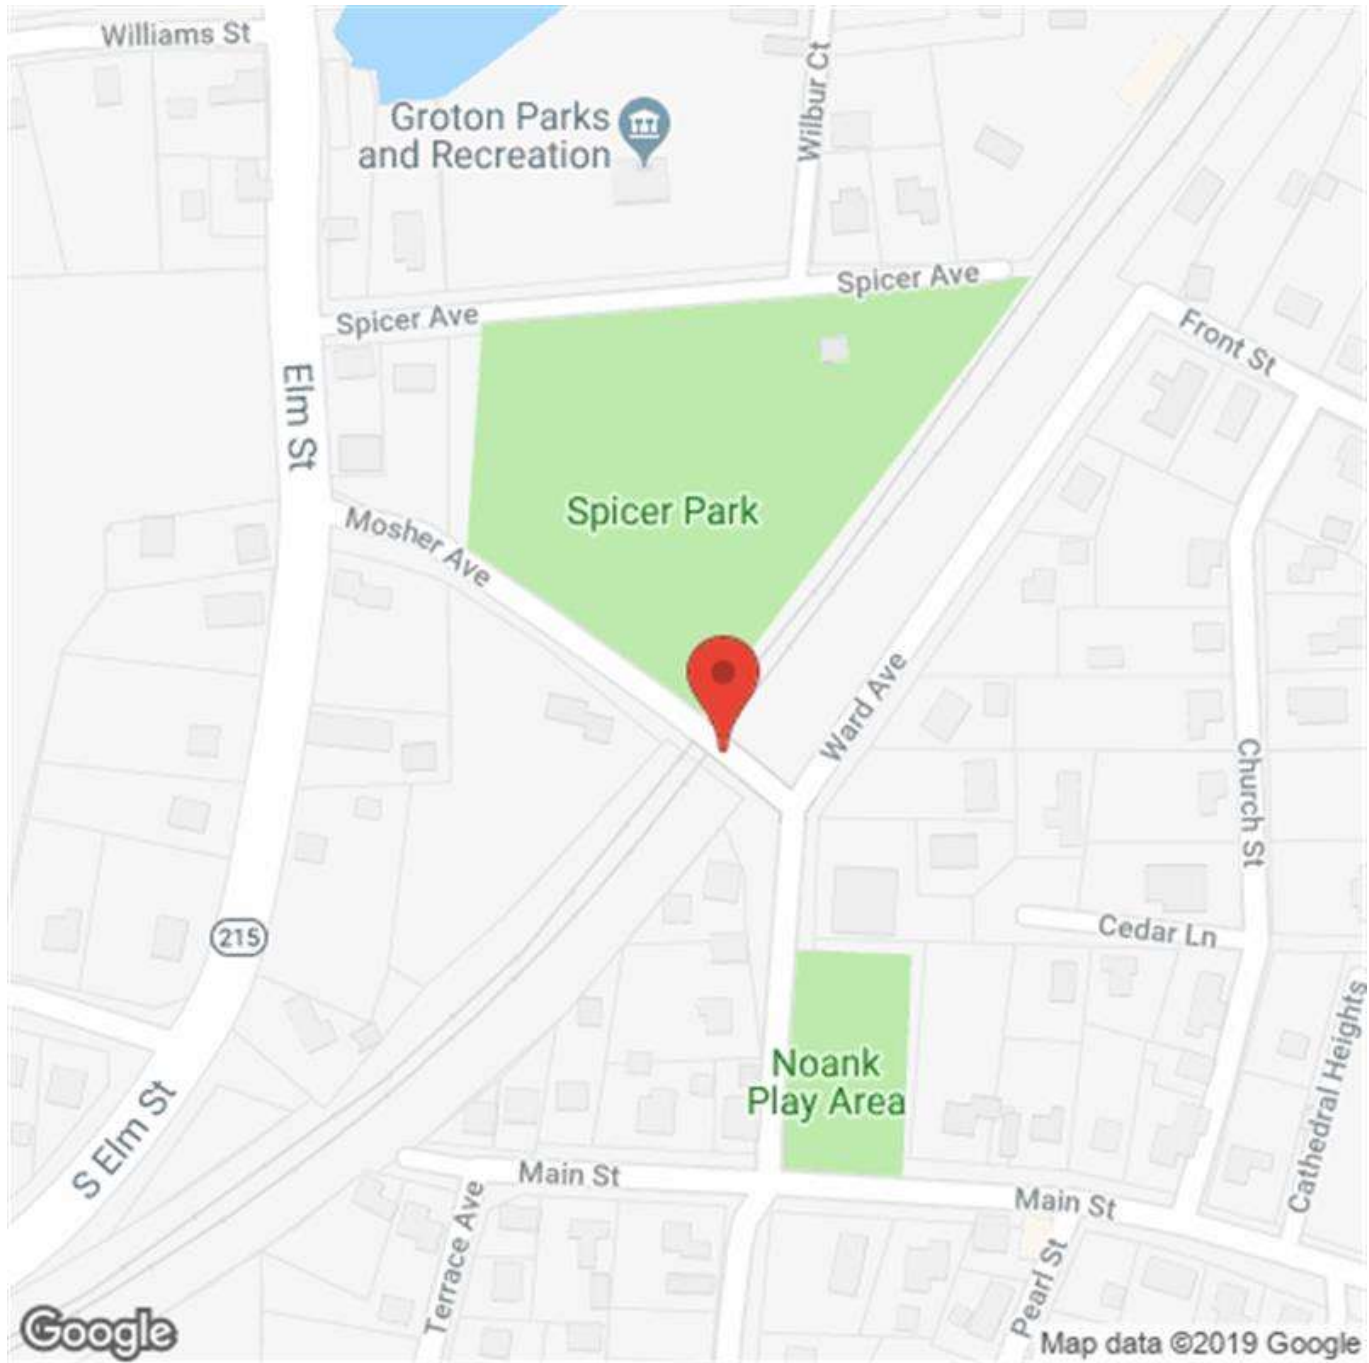 Williams St
Groton Parks
and Recreation
Wilbur Ct
Spicer Ave
Spicer Ave
Front St
Elm St
Spicer Park
Mosher Ave
Ward Ave
Church St
215
Cedar Ln
Cathedral Heights
Noank
Play Area
S Elm St
Main St
Main St
Terrace Ave
Pearl St
Google
Map data ©2019 Google